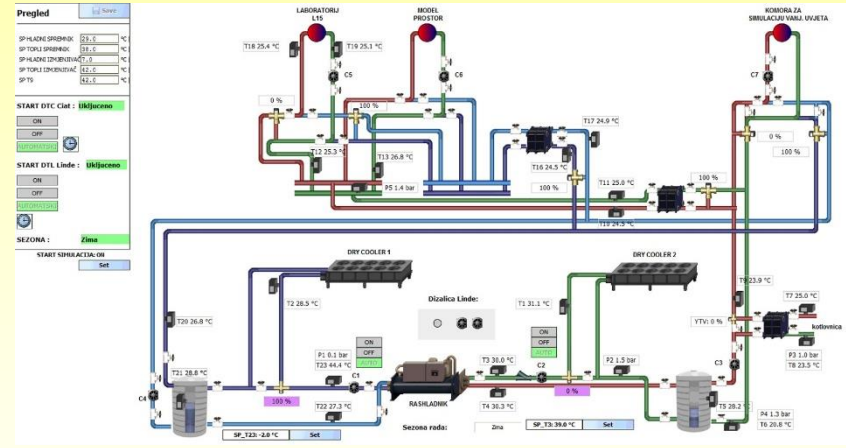 Pregled
Save
SP HLADNI SPREMNIK 29.0 °C
SP TOPLI SPREMNIK 38.0 °C
SP HLADNI IZMJENJIVAČ 7.0 °C
SP TOPLI IZMJENJIVAČ 42.0 °C
SP T9 42.0 °C
START DTC Ciat : Ukljuceno
ON
OFF
AUTOMATSKI
START DTL Linde : Ukljuceno
ON
OFF
AUTOMATSKI
SEZONA : Zima
START SIMULACIJA: ON
Set
LABORATORIJ
L15
MODEL
PROSTOR
KOMORA ZA
SIMULACIJU VANJ. UVJETA
T18 25.4 °C
T19 25.1 °C
C5
C6
C7
0 %
100 %
T17 24.9 °C
0 %
100 %
T12 25.3 °C
T13 26.8 °C
T16 24.5 °C
P5 1.4 bar
100 %
T11 25.0 °C
100 %
T10 24.5 °C
DRY COOLER 1
DRY COOLER 2
T9 23.9 °C
T7 25.0 °C
T2 28.5 °C
Dizalica Linde:
T1 31.1 °C
YTV: 0 %
kotlovnica
T20 26.8 °C
ON
OFF
AUTO
ON
OFF
AUTO
P1 0.1 bar
T23 44.4 °C
T3 30.0 °C
C2
P2 1.5 bar
C3
P3 1.0 bar
T8 23.5 °C
T21 28.8 °C
C1
C4
100 %
RASHLADNIK
0 %
T22 27.3 °C
T4 30.3 °C
T5 28.2 °C
P4 1.3 bar
T6 20.8 °C
SP_T23: -2.0 °C
Set
Sezona rada:
Zima
SP_T3: 39.0 °C
Set